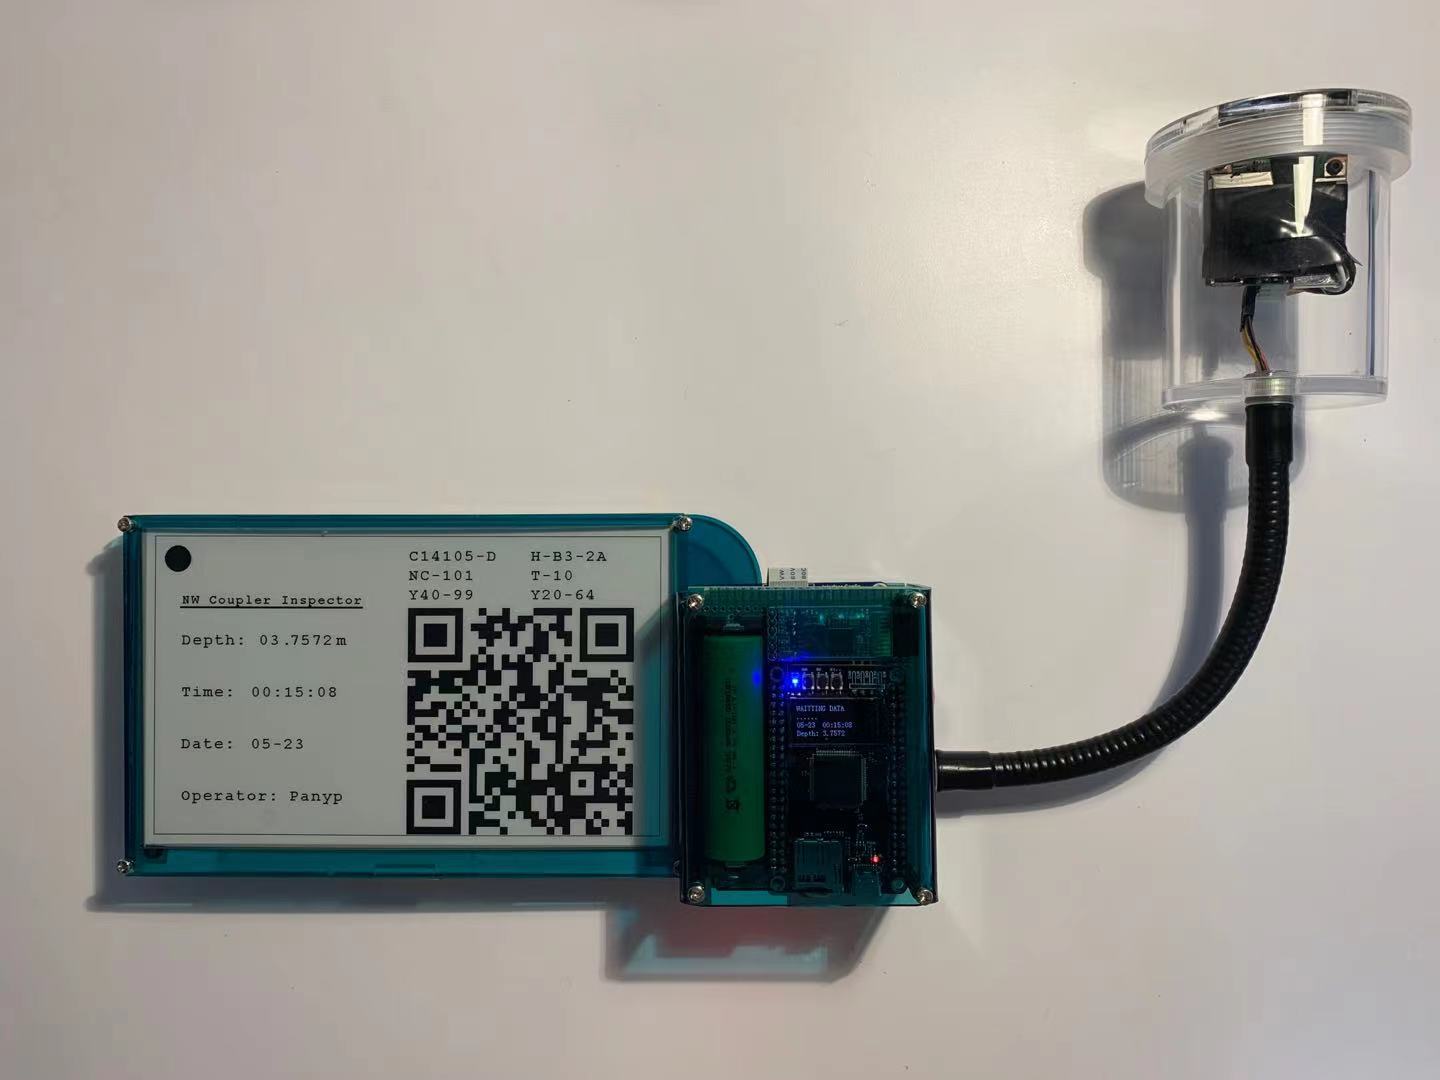 C14105-D H-B3-2A
NC-101 T-10
Y40-99 Y20-64
NW Coupler Inspector
Depth: 03.7572m
Time: 00:15:08
Date: 05-23
Operator: Panyp
WAITTING DATA
......
05-23 00:15:08
Depth: 3.7572